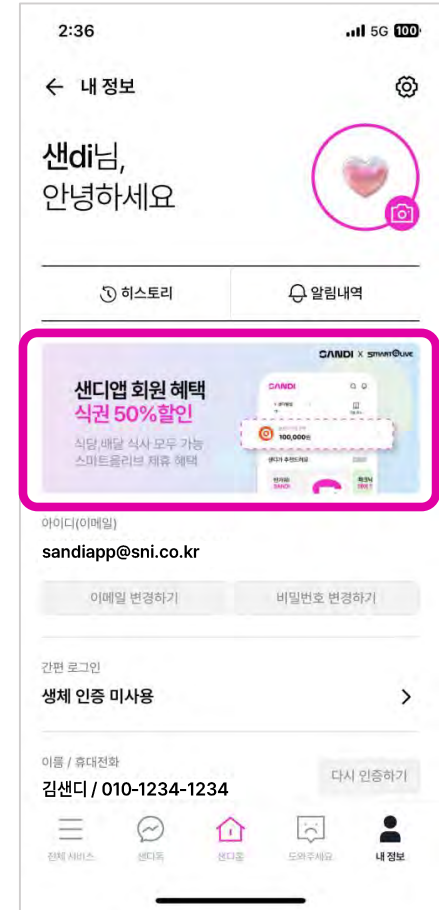 2:36
5G 100
내 정보
샌di님,
안녕하세요
히스토리
알림내역
SANDI X SMARTOLIVE
샌디앱 회원 혜택
식권 50%할인
식당,배달 식사 모두 가능
스마트올리브 제휴 혜택
SANDI
100,000원
아이디(이메일)
sandiapp@sni.co.kr
이메일 변경하기
비밀번호 변경하기
간편 로그인
생체 인증 미사용
이름 / 휴대전화
김샌디 / 010-1234-1234
다시 인증하기
전체 서비스
샌디톡
샌디홈
도와주세요
내 정보